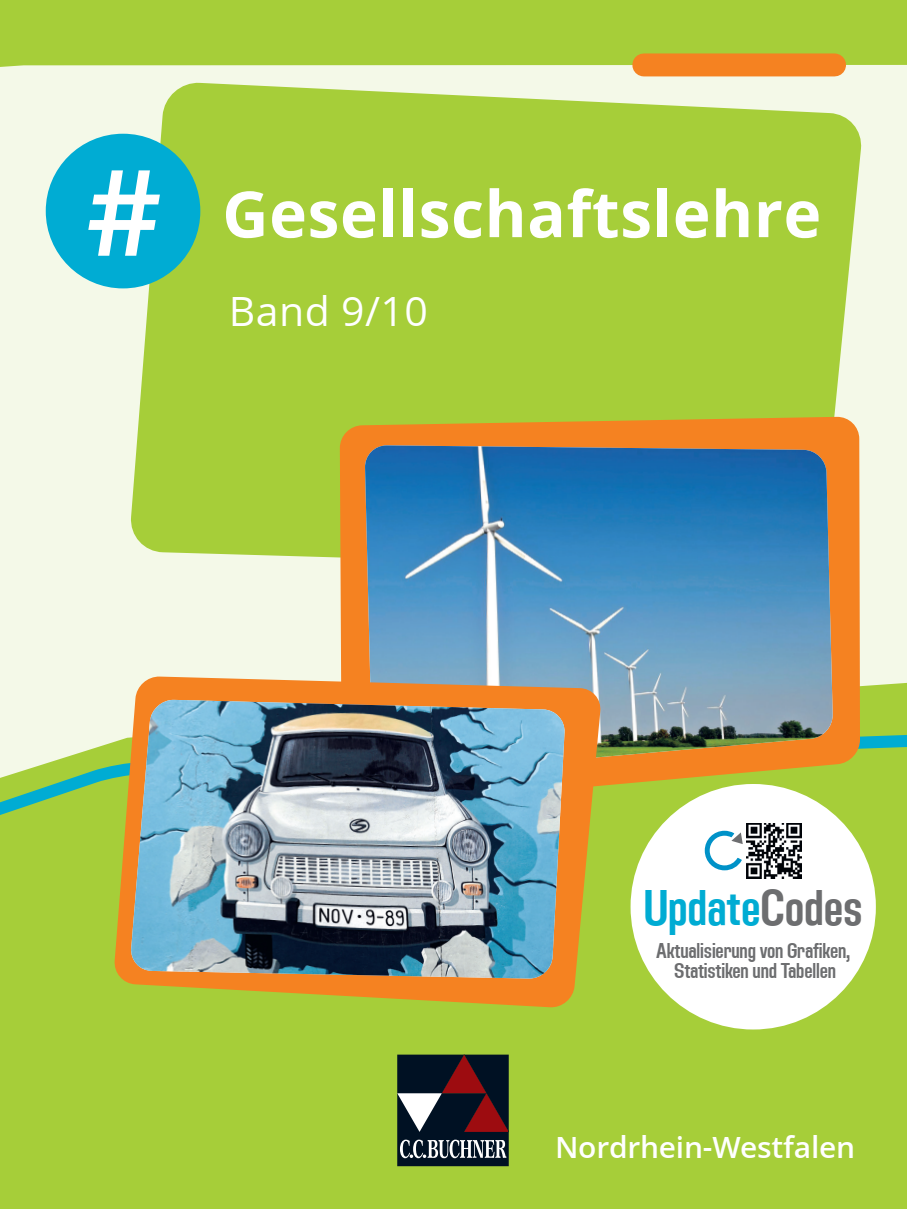 #
Gesellschaftslehre
Band 9/10
NOV·9-89
UpdateCodes
Aktualisierung von Grafiken,
Statistiken und Tabellen
C.C.BUCHNER
Nordrhein-Westfalen